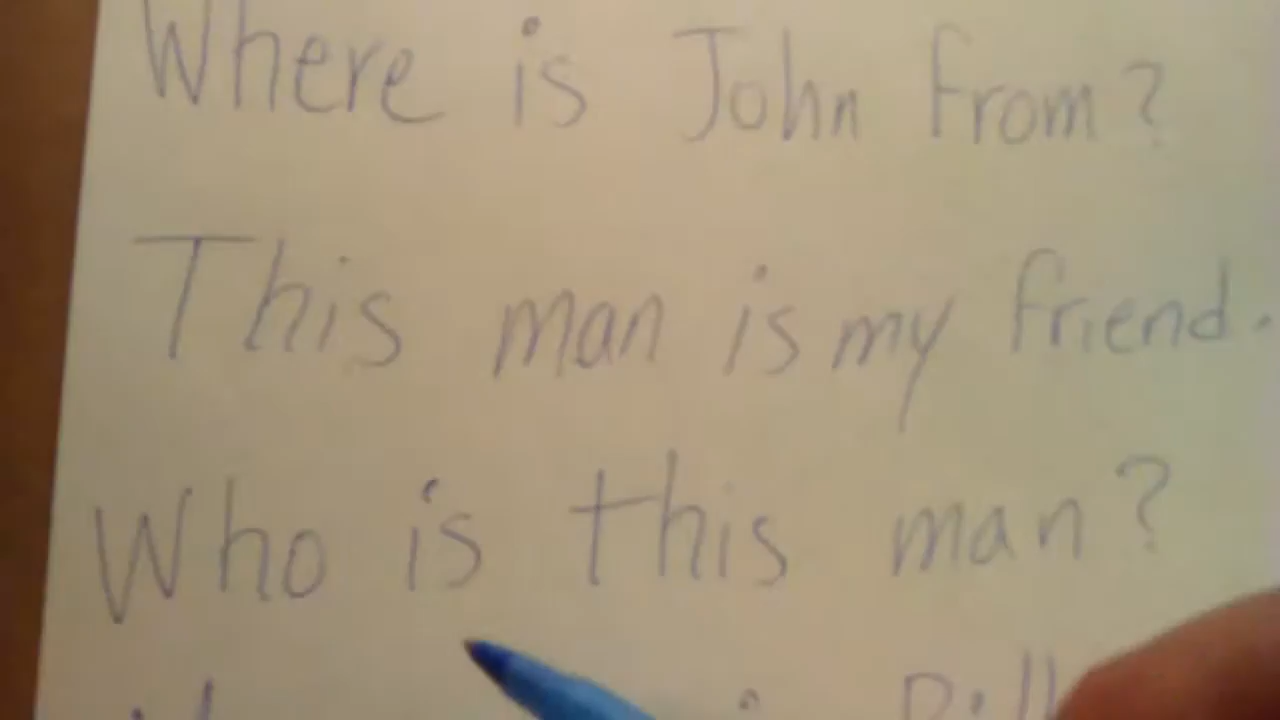 Where is John from?
This man is my friend.
Who is this man?